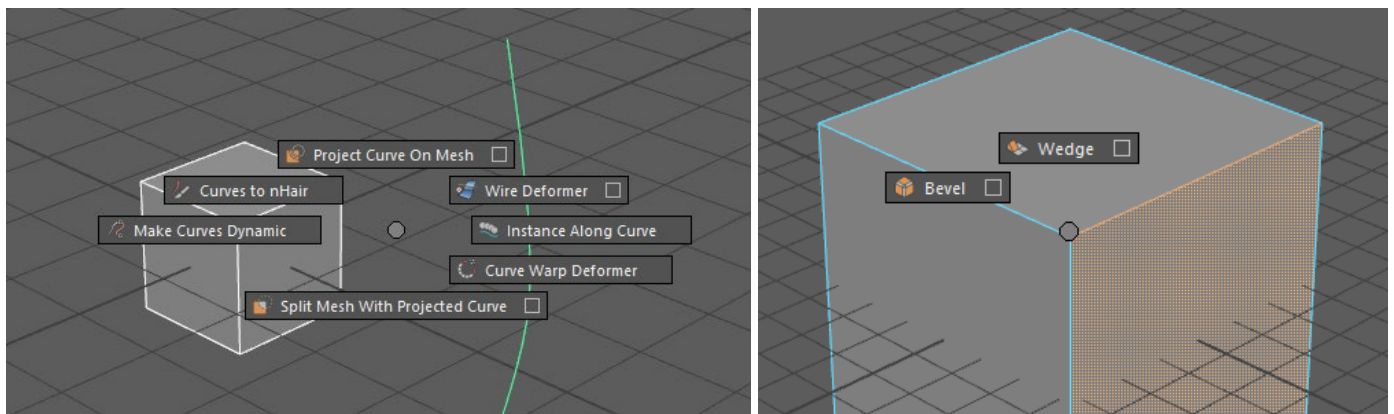 Project Curve On Mesh
Curves to nHair
Wire Deformer
Make Curves Dynamic
Instance Along Curve
Curve Warp Deformer
Split Mesh With Projected Curve
Wedge
Bevel